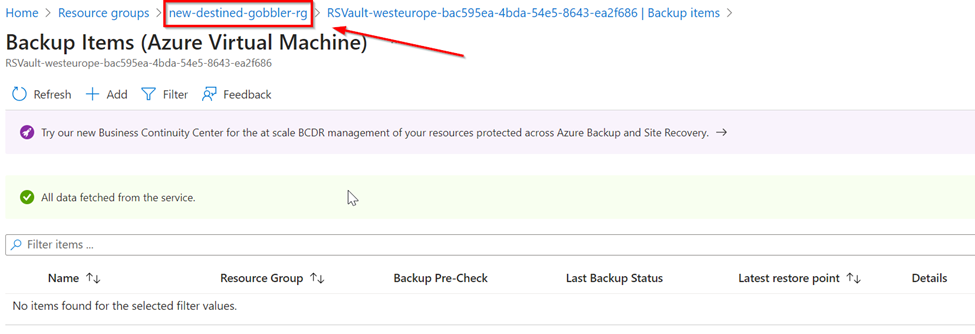 Home > Resource groups > new-destined-gobbler-rg > RSVault-westeurope-bac595ea-4bda-54e5-8643-ea2f686 | Backup items >
Backup Items (Azure Virtual Machine)
RSVault-westeurope-bac595ea-4bda-54e5-8643-ea2f686
Refresh Add Filter Feedback
Try our new Business Continuity Center for the at scale BCDR management of your resources protected across Azure Backup and Site Recovery. →
All data fetched from the service.
Filter items ...
Name ↑↓ Resource Group ↑↓ Backup Pre-Check Last Backup Status Latest restore point ↑↓ Details
No items found for the selected filter values.